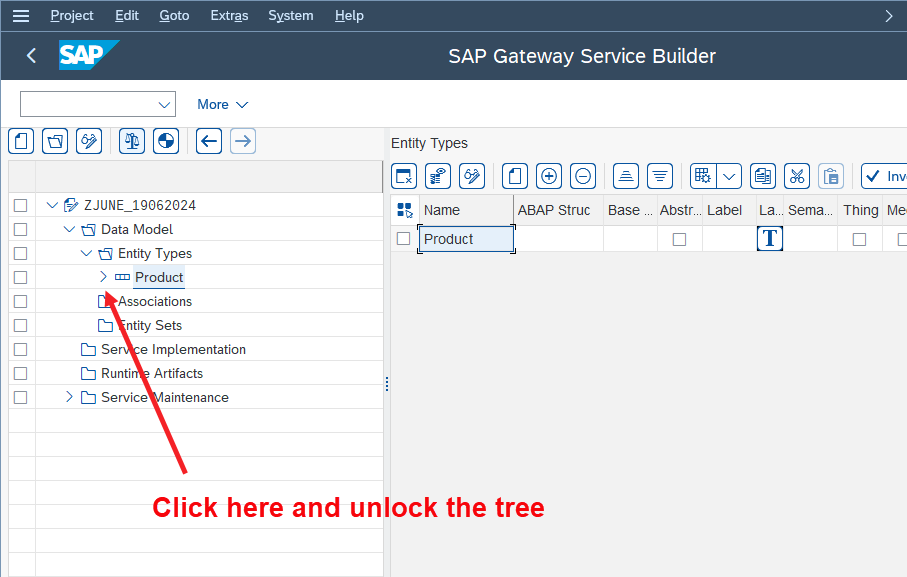 Project Edit Goto Extras System Help
SAP SAP Gateway Service Builder
More
Entity Types
Inv
Name ABAP Struc Base ... Abstr... Label La... Sema... Thing Me
ZJUNE_19062024
Data Model
Product T
Entity Types
Product
Associations
Entity Sets
Service Implementation
Runtime Artifacts
Service Maintenance
Click here and unlock the tree